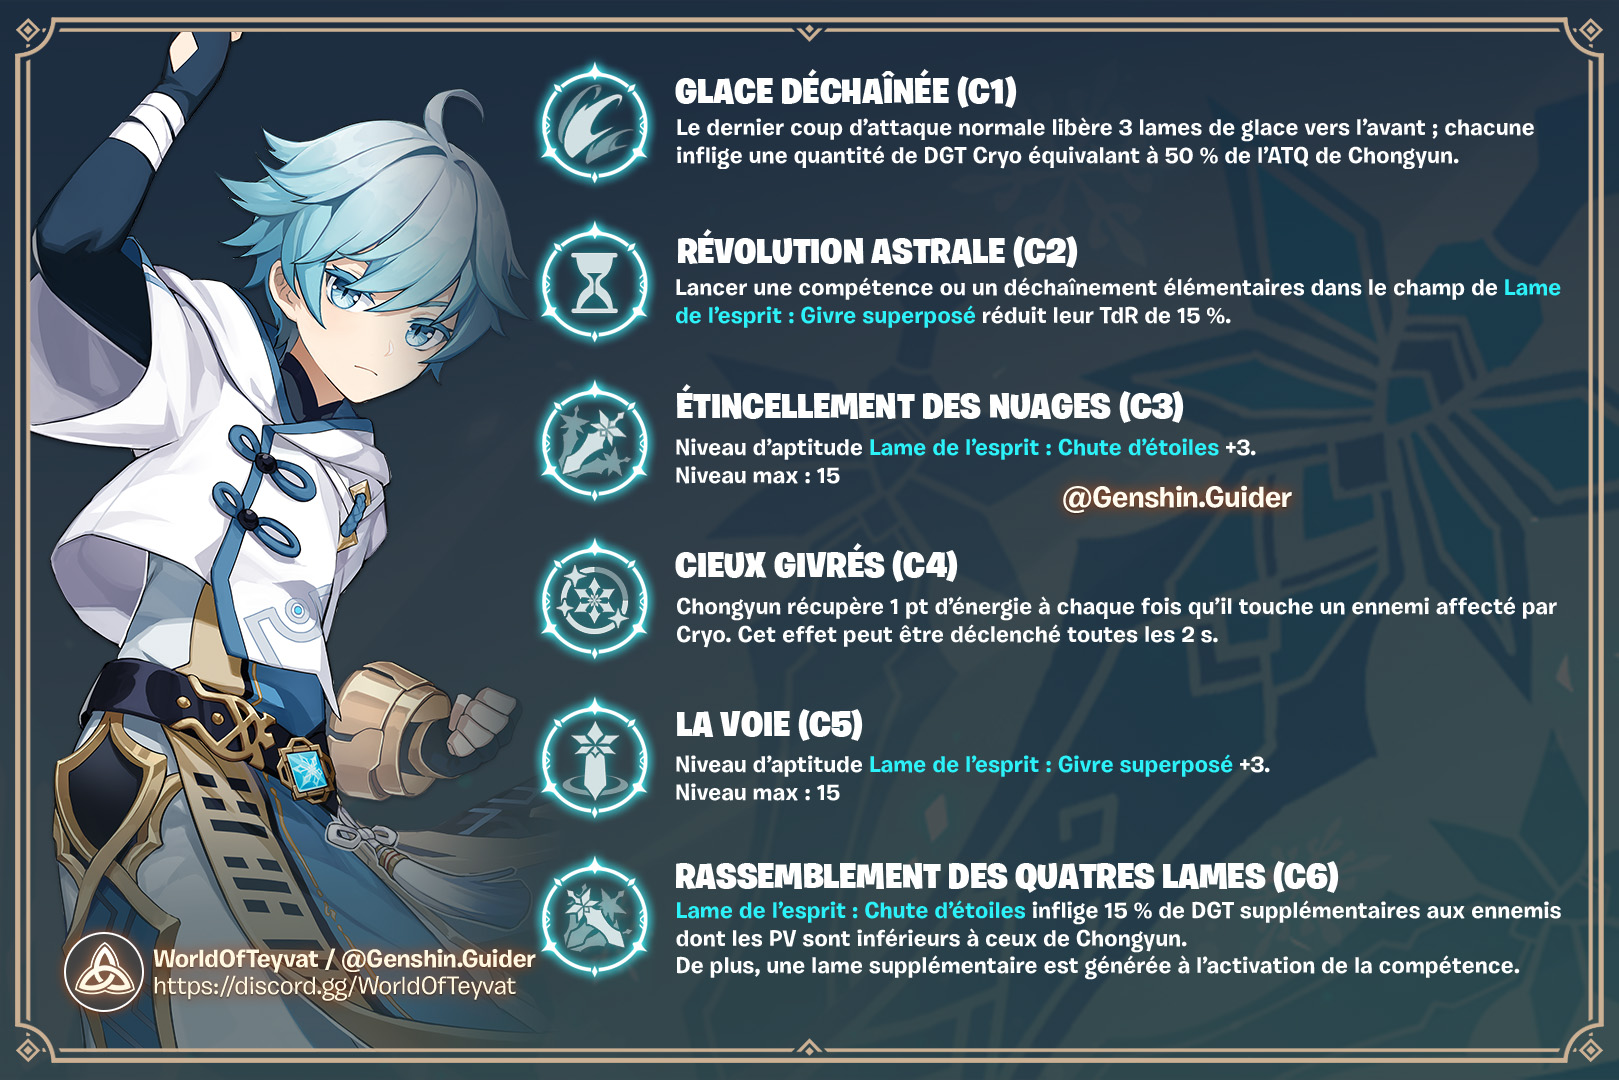 GLACE DÉCHAÎNÉE (C1)
Le dernier coup d'attaque normale libère 3 lames de glace vers l'avant ; chacune
inflige une quantité de DGT Cryo équivalant à 50 % de l'ATQ de Chongyun.
RÉVOLUTION ASTRALE (C2)
Lancer une compétence ou un déchaînement élémentaires dans le champ de Lame
de l'esprit : Givre superposé réduit leur TdR de 15 %.
ÉTINCELLEMENT DES NUAGES (C3)
Niveau d'aptitude Lame de l'esprit : Chute d'étoiles +3.
Niveau max : 15
@Genshin.Guider
CIEUX GIVRÉS (C4)
Chongyun récupère 1 pt d'énergie à chaque fois qu'il touche un ennemi affecté par
Cryo. Cet effet peut être déclenché toutes les 2 s.
LA VOIE (C5)
Niveau d'aptitude Lame de l'esprit : Givre superposé +3.
Niveau max : 15
RASSEMBLEMENT DES QUATRES LAMES (C6)
Lame de l'esprit : Chute d'étoiles inflige 15 % de DGT supplémentaires aux ennemis
dont les PV sont inférieurs à ceux de Chongyun.
De plus, une lame supplémentaire est générée à l'activation de la compétence.
WorldOfTeyvat / @Genshin.Guider
https://discord.gg/WorldOfTeyvat